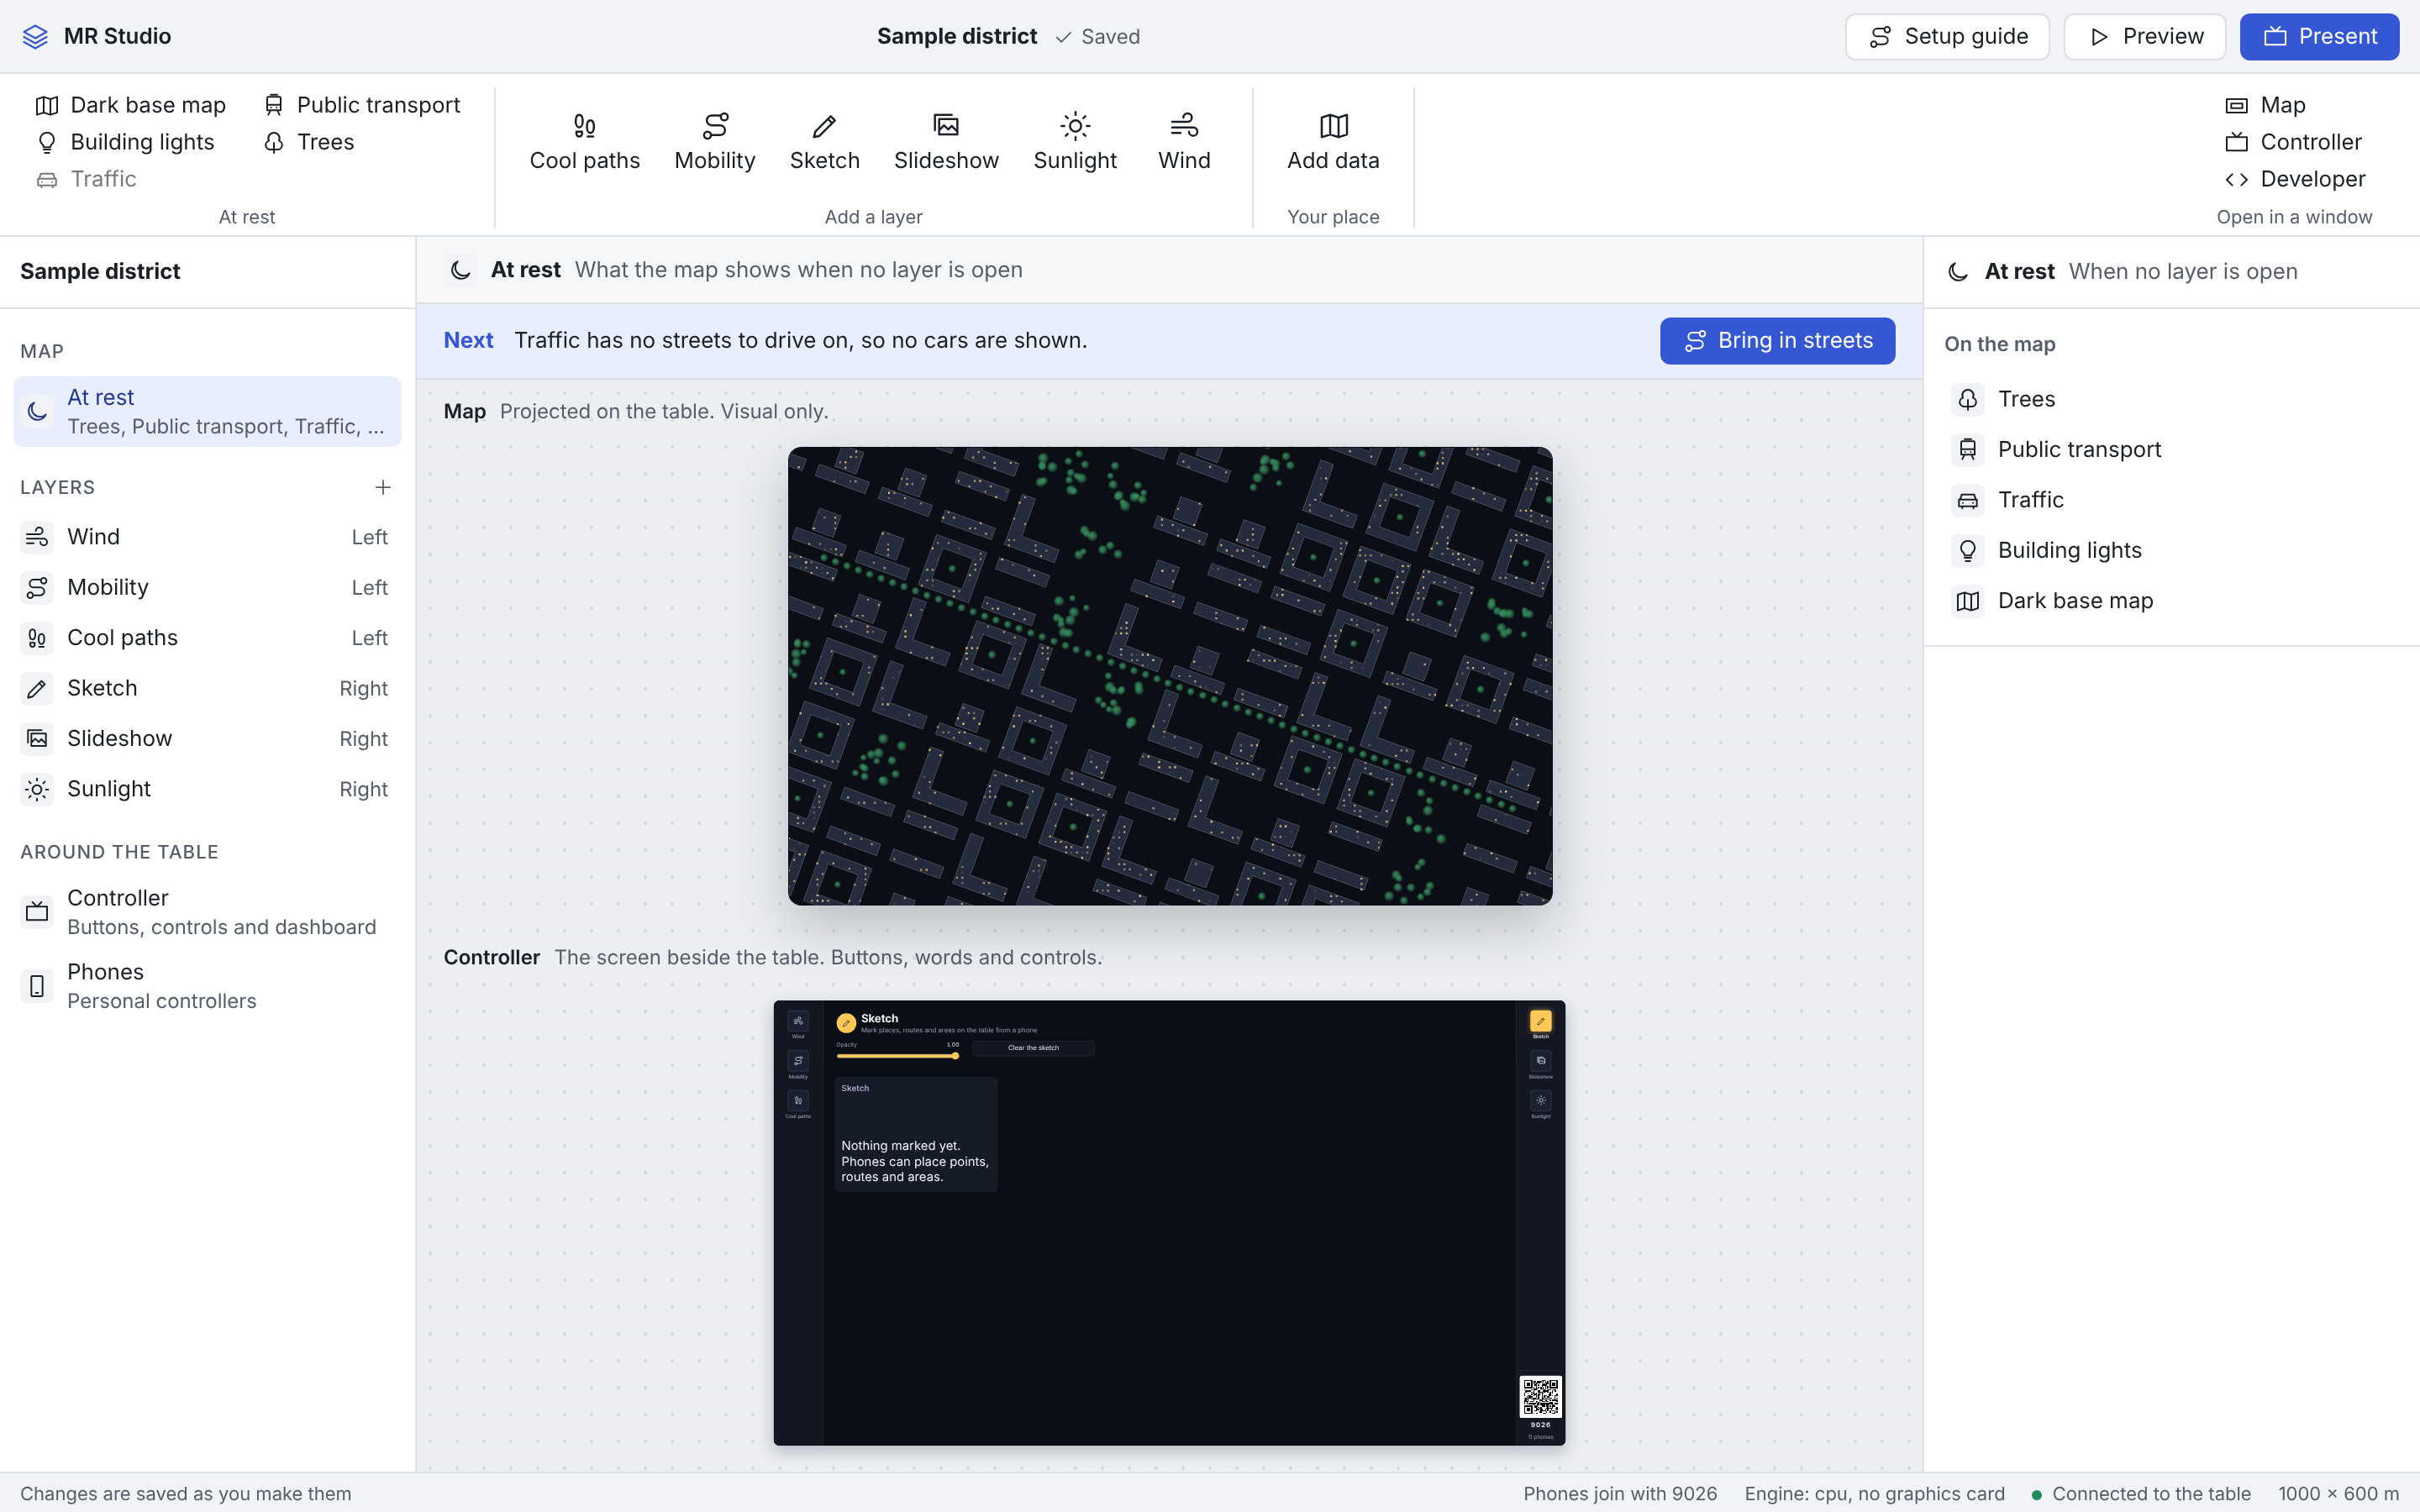 MR Studio
Sample district
Saved
Setup guide
Preview
Present
Dark base map
Public transport
Building lights
Trees
Traffic
At rest
Cool paths
Mobility
Sketch
Slideshow
Sunlight
Wind
Add a layer
Add data
Your place
Map
Controller
Developer
Open in a window
Sample district
MAP
At rest
Trees, Public transport, Traffic, ...
LAYERS
Wind Left
Mobility Left
Cool paths Left
Sketch Right
Slideshow Right
Sunlight Right
AROUND THE TABLE
Controller
Buttons, controls and dashboard
Phones
Personal controllers
At rest What the map shows when no layer is open
Next Traffic has no streets to drive on, so no cars are shown.
Bring in streets
Map Projected on the table. Visual only.
Controller The screen beside the table. Buttons, words and controls.
Wind
Mobility
Cool paths
Sketch
Mark places, routes and areas on the table from a phone
Opacity 1.00
Clear the sketch
Sketch
Nothing marked yet.
Phones can place points,
routes and areas.
Sketch
Slideshow
Sunlight
9026
At rest When no layer is open
On the map
Trees
Public transport
Traffic
Building lights
Dark base map
Changes are saved as you make them
Phones join with 9026
Engine: cpu, no graphics card
Connected to the table
1000 × 600 m